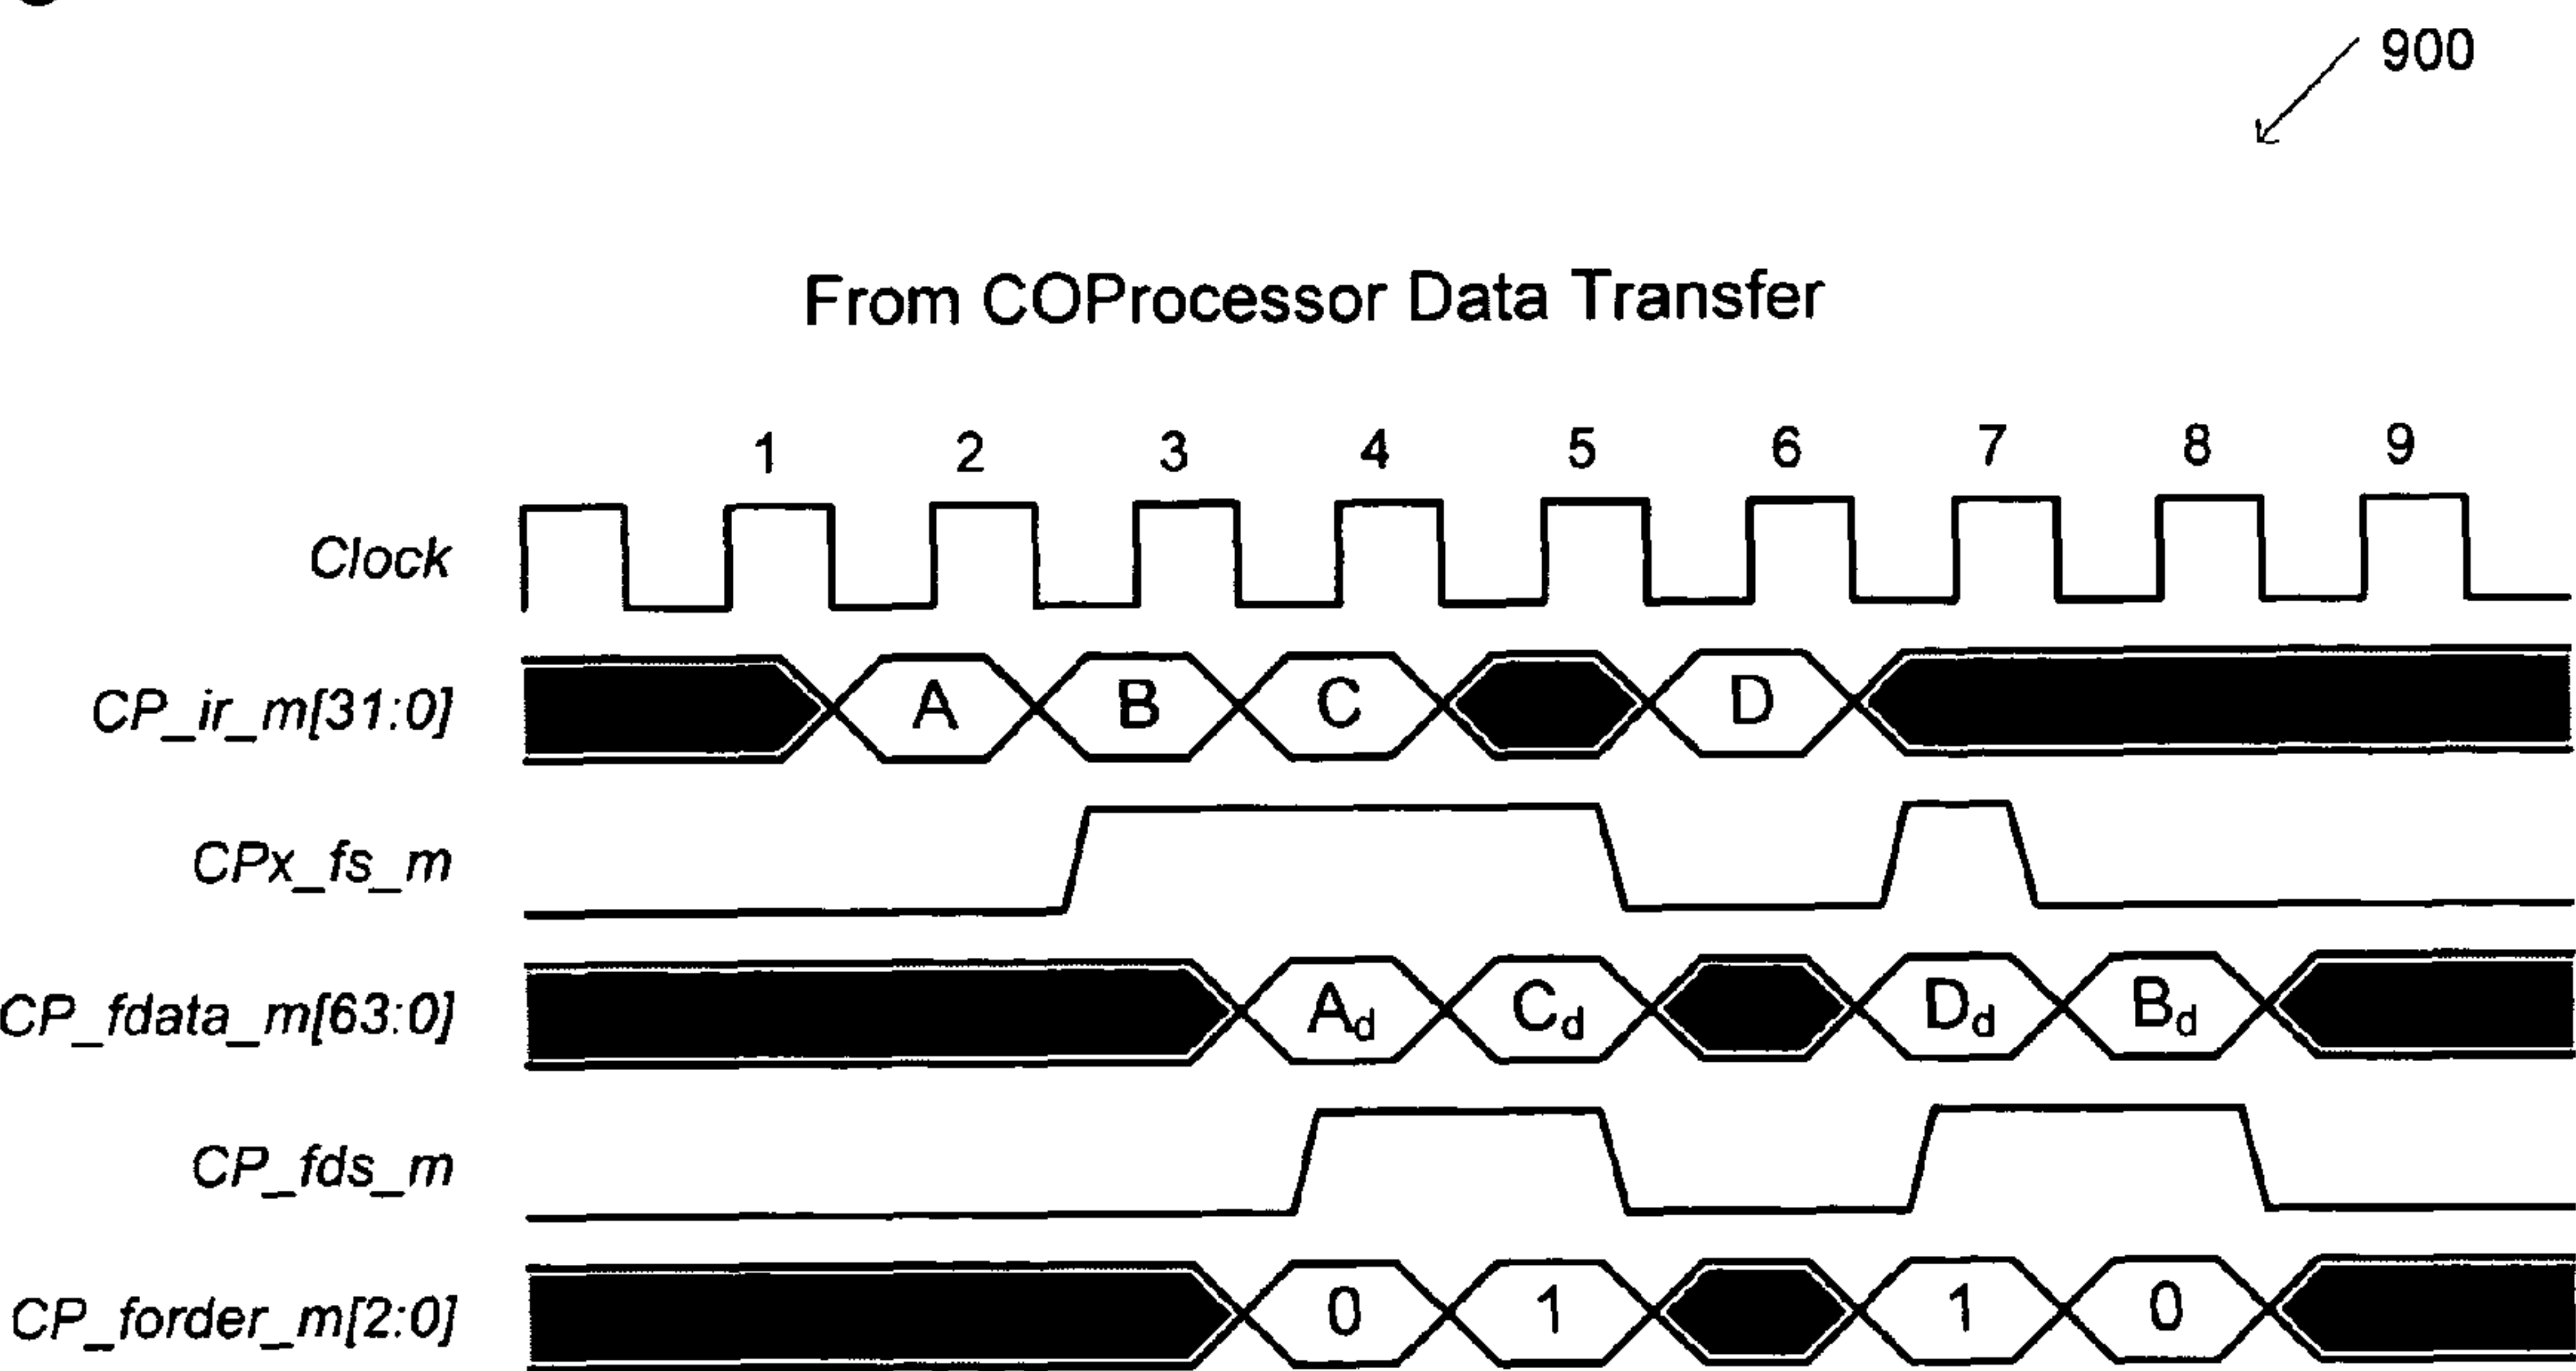 900
From COProcessor Data Transfer
1 2 3 4 5 6 7 8 9
Clock
CP_ir_m[31:0] A B C D
CPx_fs_m
CP_fdata_m[63:0] Ad Cd Dd Bd
CP_fds_m
CP_forder_m[2:0] 0 1 1 0